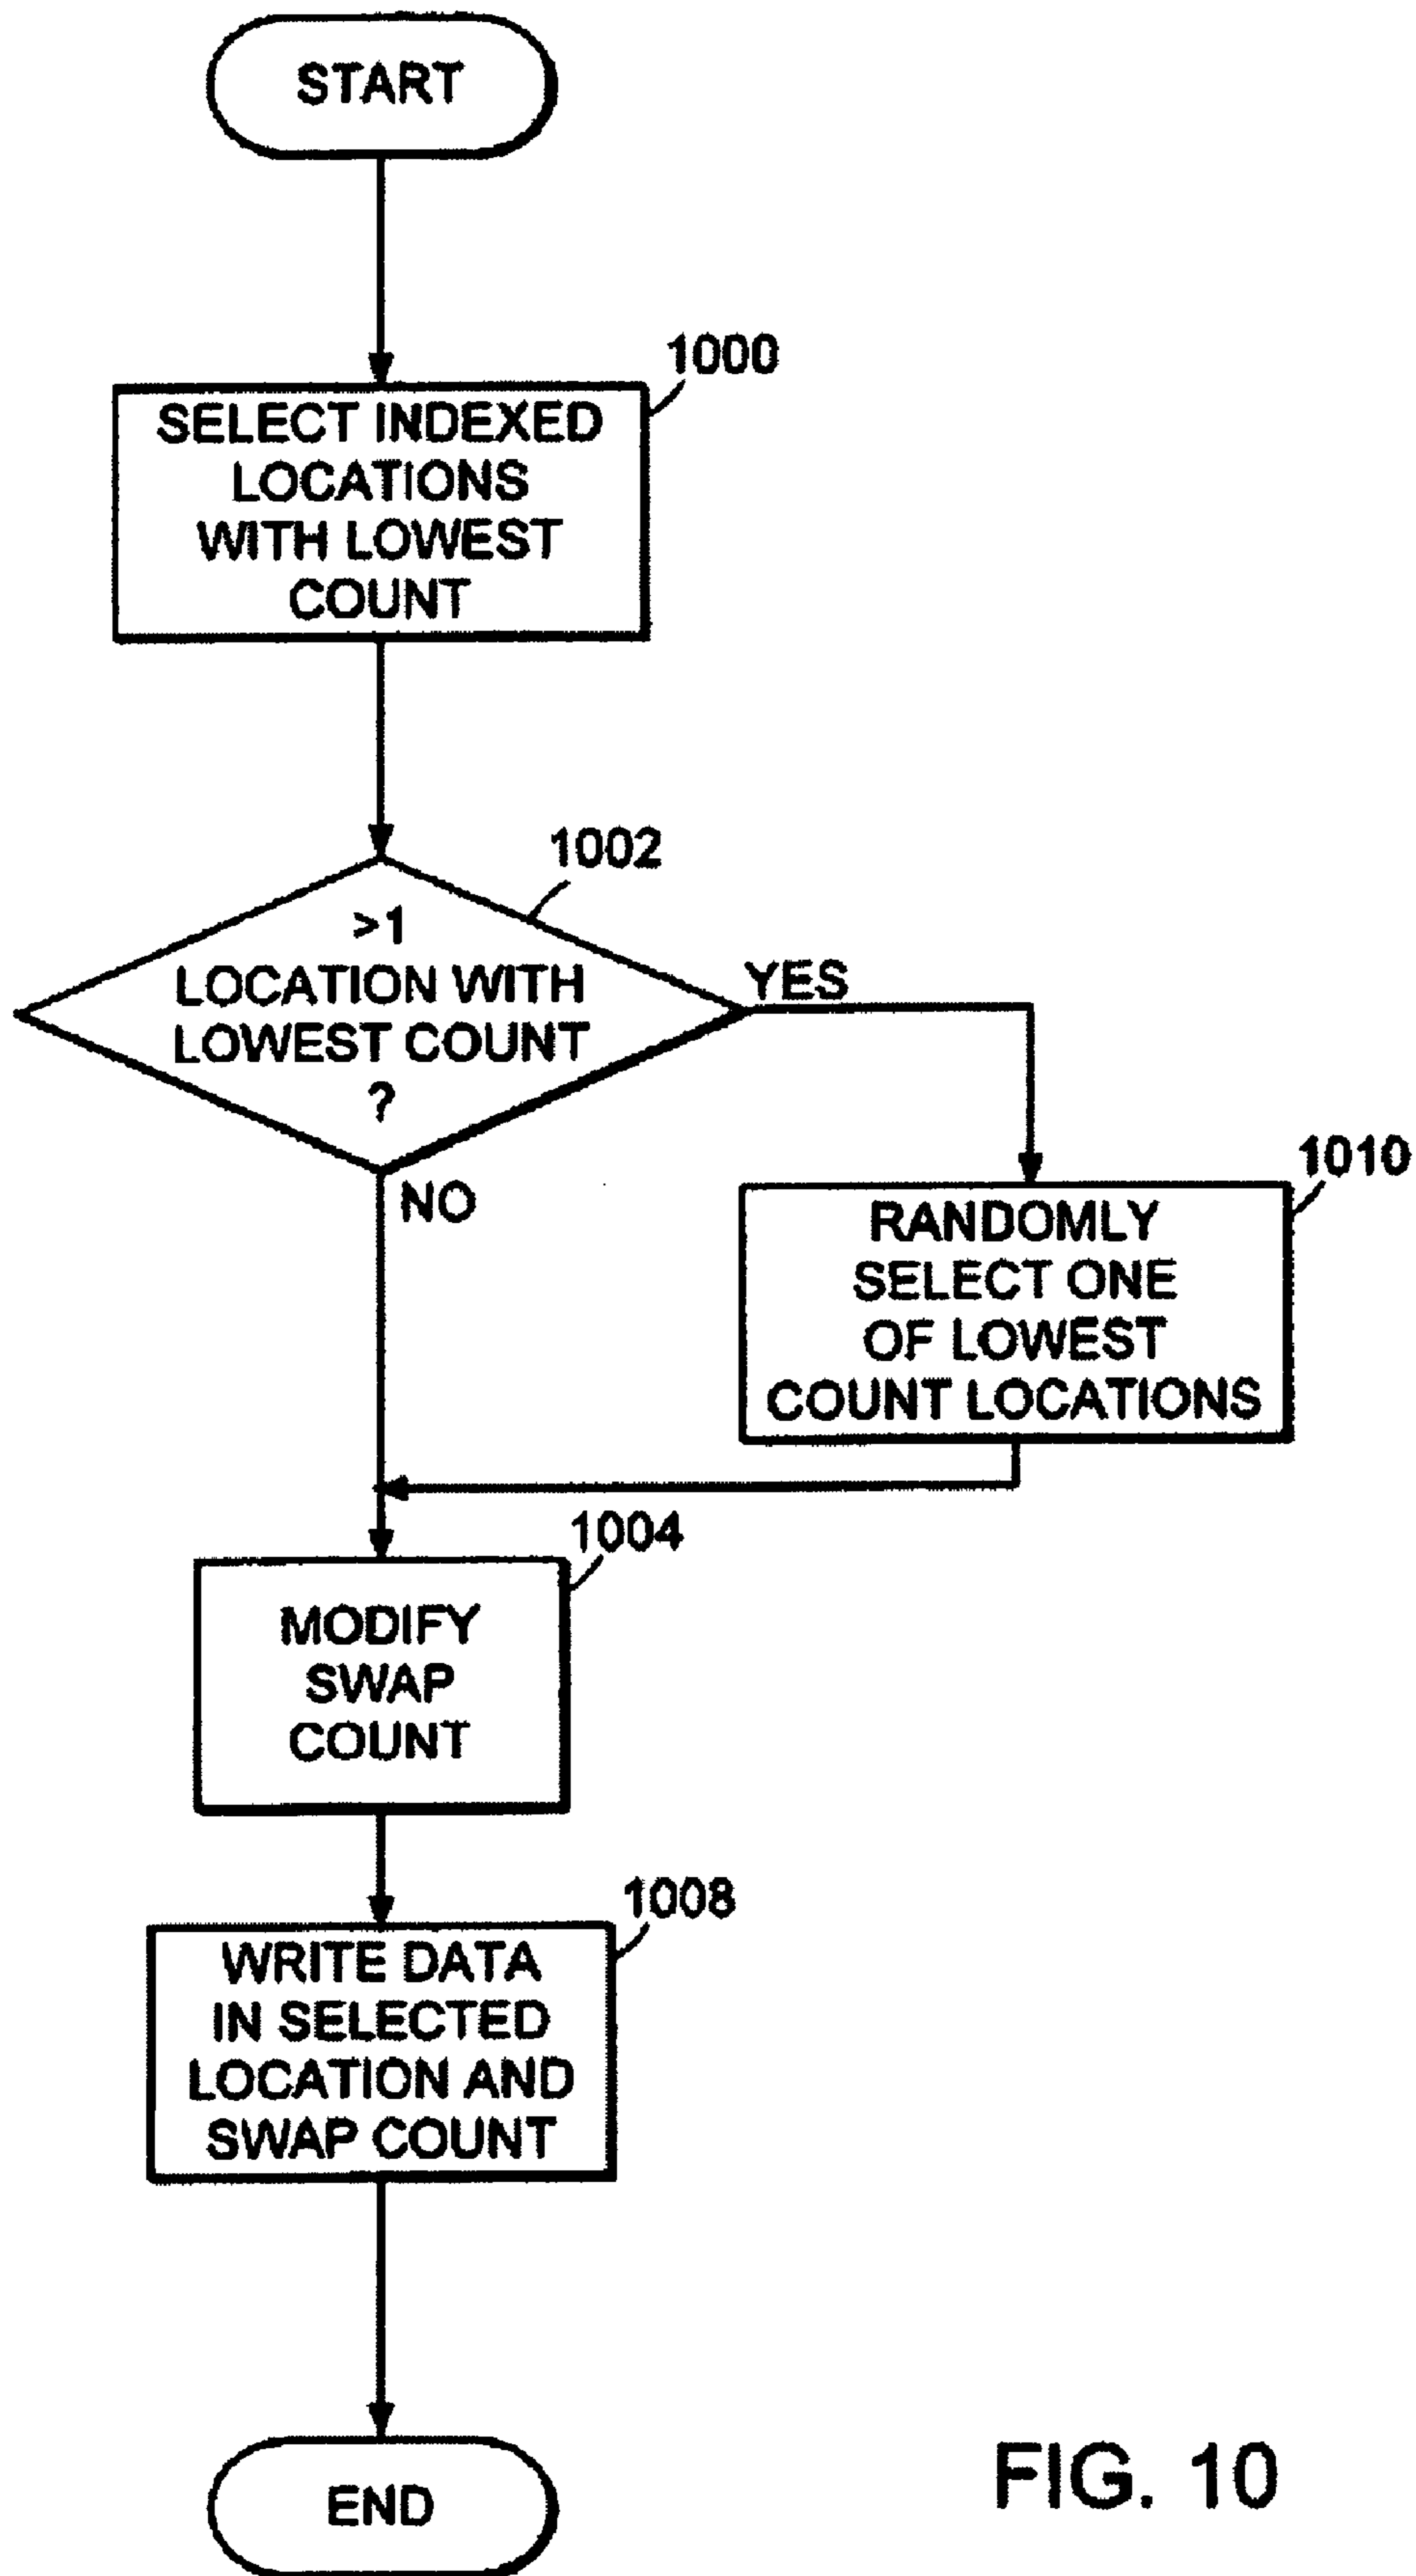 START
1000
SELECT INDEXED
LOCATIONS
WITH LOWEST
COUNT
1002
>1
LOCATION WITH
LOWEST COUNT
?
YES
NO
1010
RANDOMLY
SELECT ONE
OF LOWEST
COUNT LOCATIONS
1004
MODIFY
SWAP
COUNT
1008
WRITE DATA
IN SELECTED
LOCATION AND
SWAP COUNT
END
FIG. 10